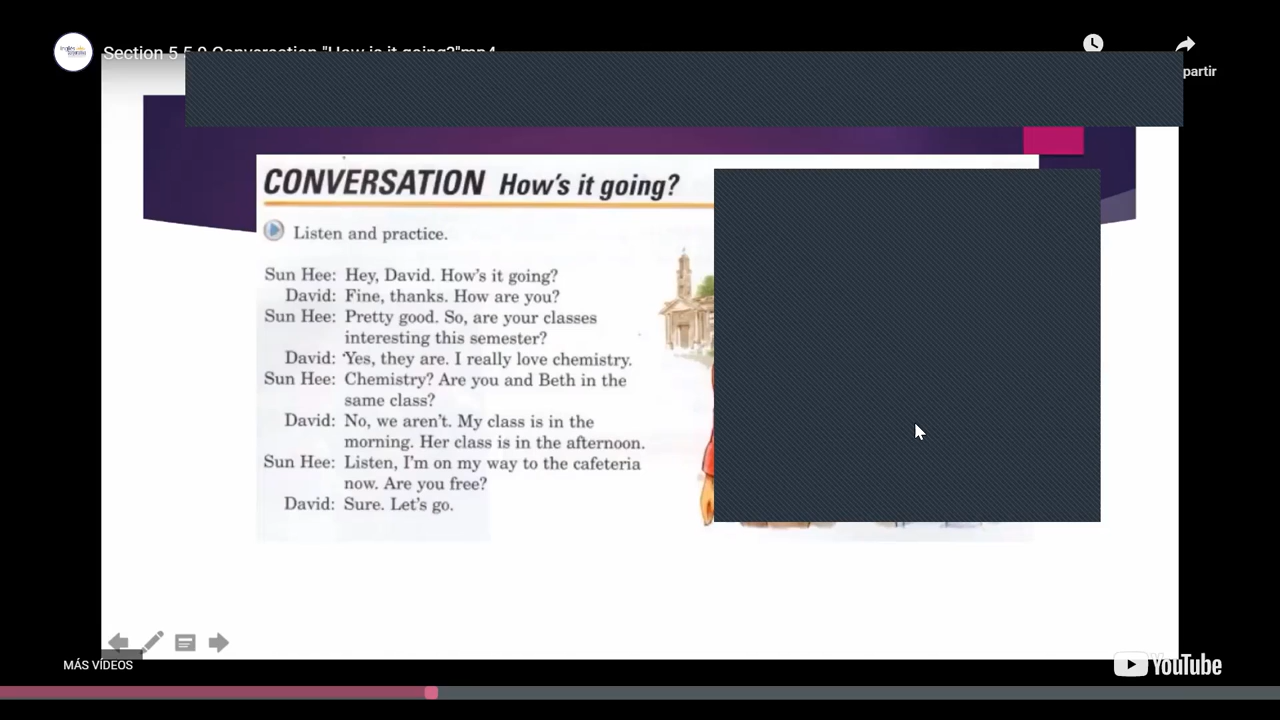 Section 5 5.9 Conversation "How is it going?"mp4
partir
CONVERSATION How's it going?
Listen and practice.
Sun Hee: Hey, David. How's it going?
David: Fine, thanks. How are you?
Sun Hee: Pretty good. So, are your classes
interesting this semester?
David: Yes, they are. I really love chemistry.
Sun Hee: Chemistry? Are you and Beth in the
same class?
David: No, we aren't. My class is in the
morning. Her class is in the afternoon.
Sun Hee: Listen, I'm on my way to the cafeteria
now. Are you free?
David: Sure. Let's go.
MÁS VÍDEOS
YouTube